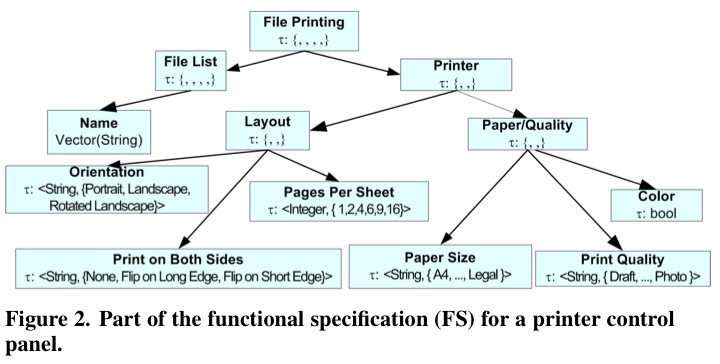 File Printing
τ: {, , , ,}
File List
τ: {, , , ,}
Printer
τ: {, ,}
Name
Vector(String)
Layout
τ: {, ,}
Paper/Quality
τ: {, ,}
Orientation
τ: <String, {Portrait, Landscape,
Rotated Landscape}>
Pages Per Sheet
τ: <Integer, { 1,2,4,6,9,16}>
Color
τ: bool
Print on Both Sides
τ: <String, {None, Flip on Long Edge, Flip on Short Edge}>
Paper Size
τ: <String, { A4, ..., Legal }>
Print Quality
τ: <String, { Draft, ..., Photo }>
Figure 2. Part of the functional specification (FS) for a printer control
panel.